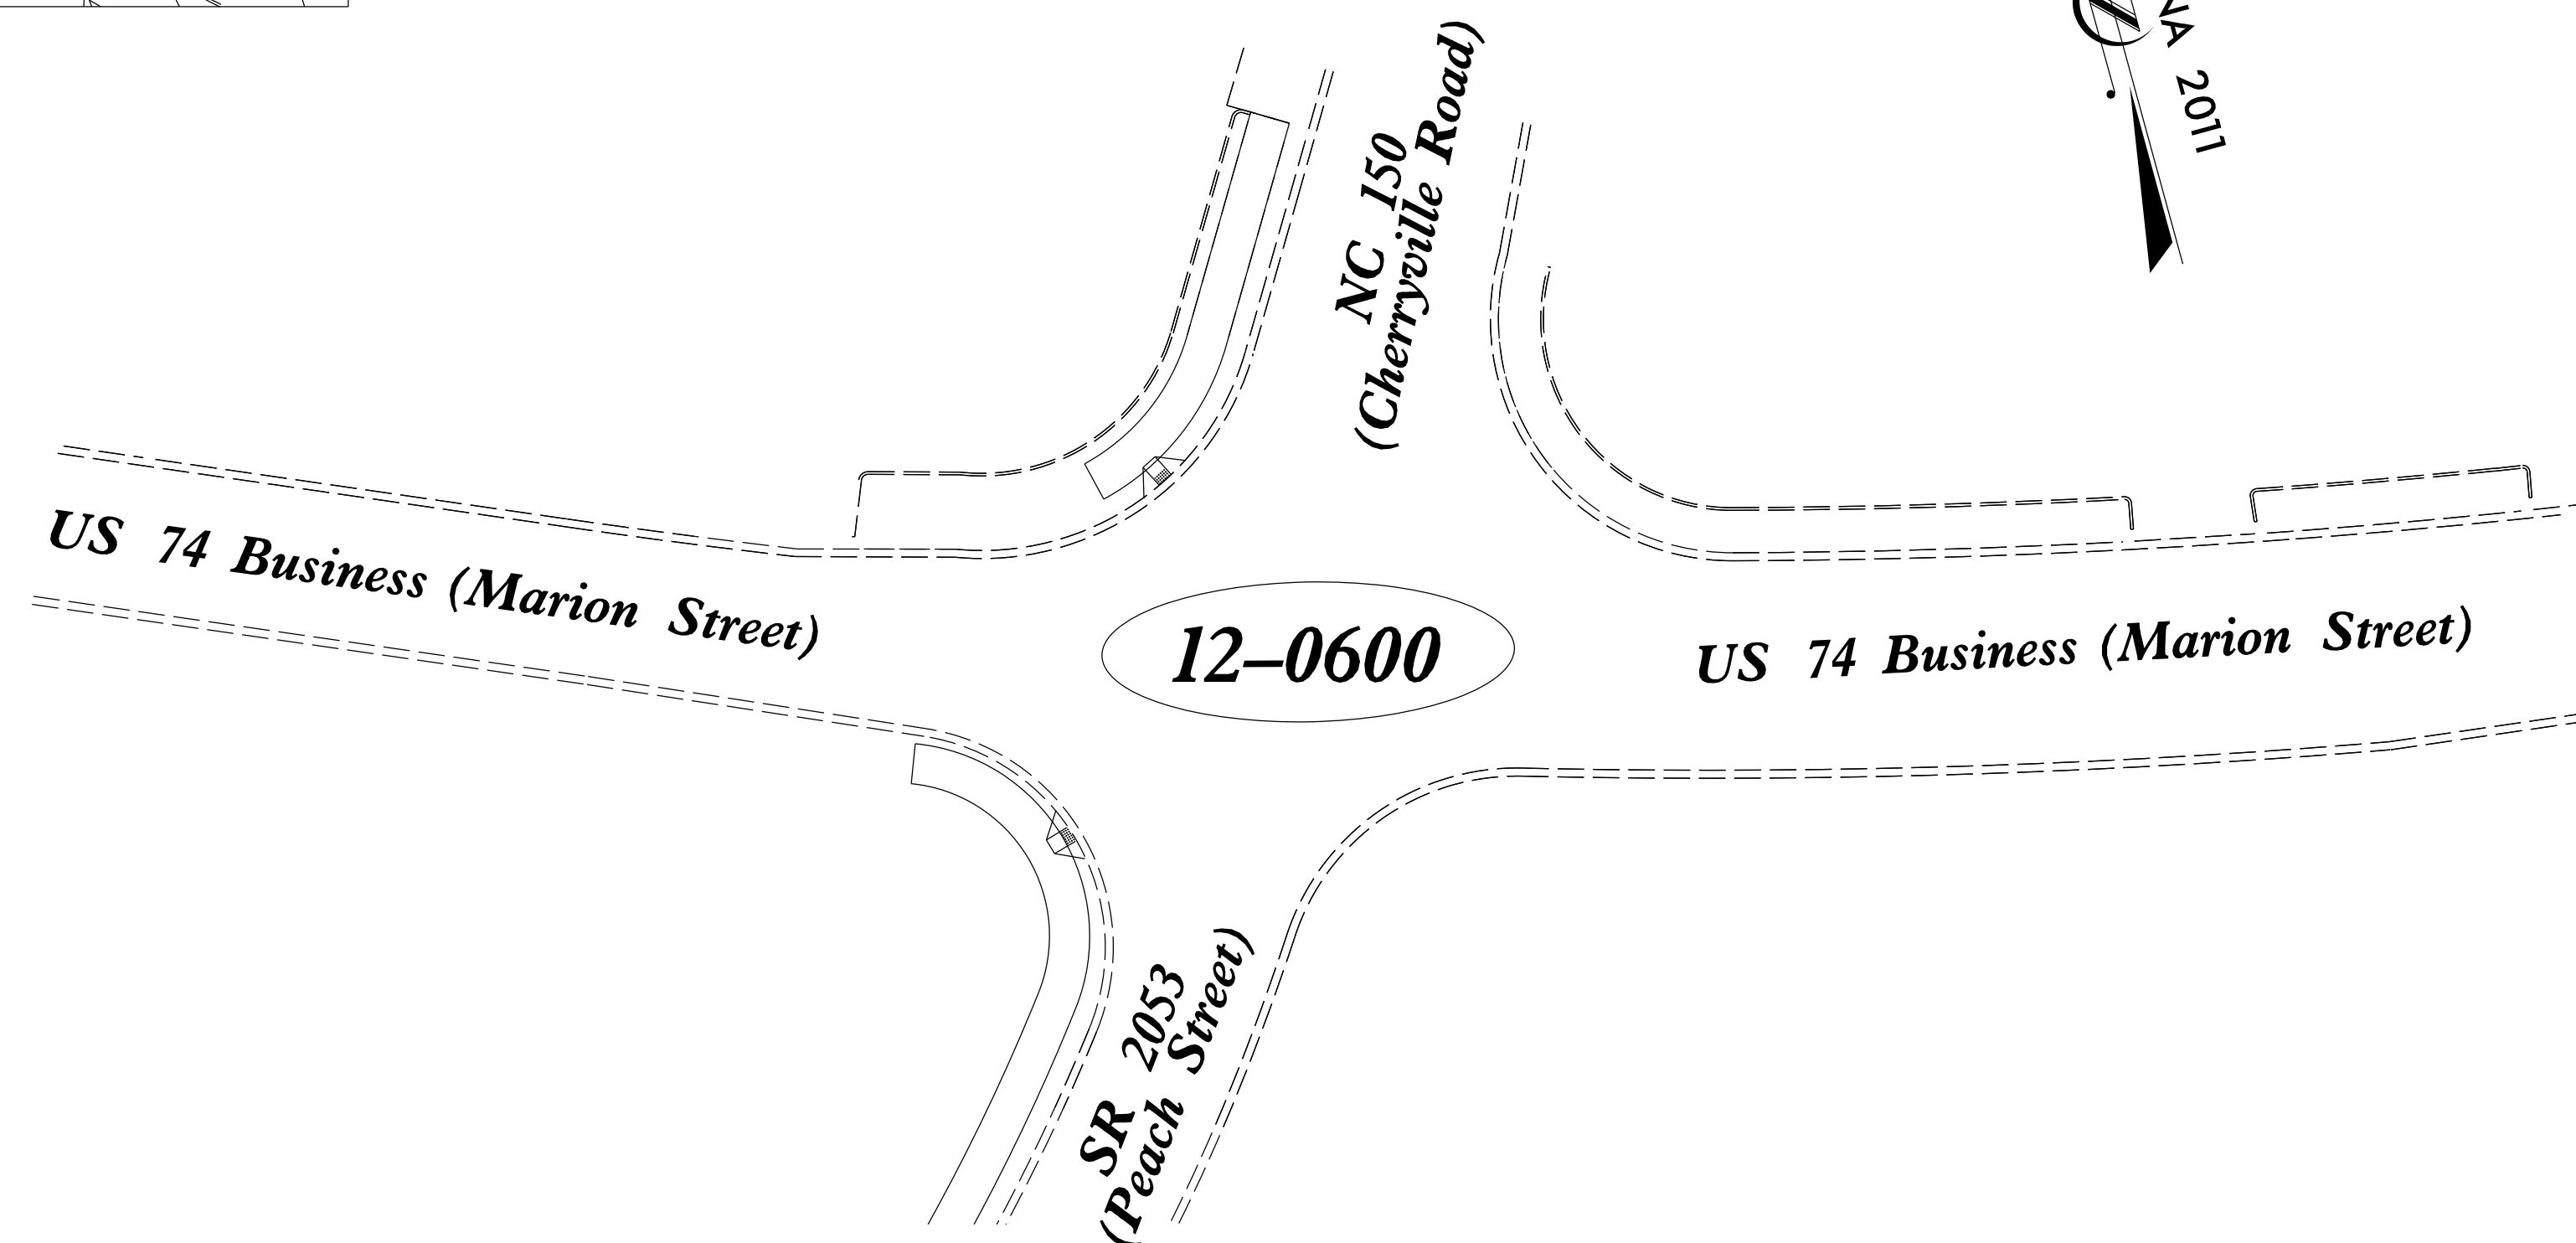 NA 2011
NC 150
(Cherryville Road)
US 74 Business (Marion Street)
12-0600
US 74 Business (Marion Street)
SR 2053
(Peach Street)